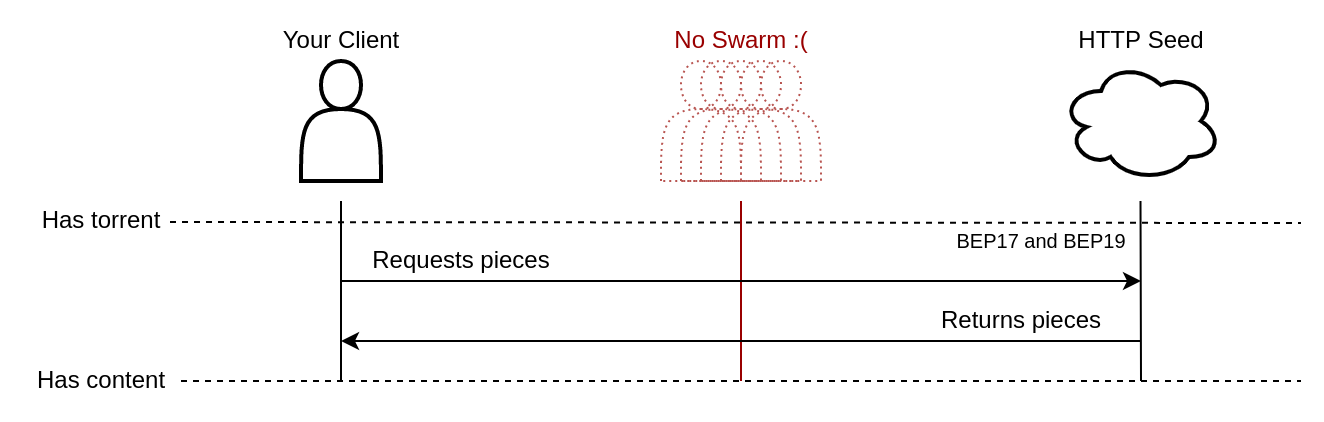 Your Client
No Swarm :(
HTTP Seed
Has torrent
BEP17 and BEP19
Requests pieces
Returns pieces
Has content